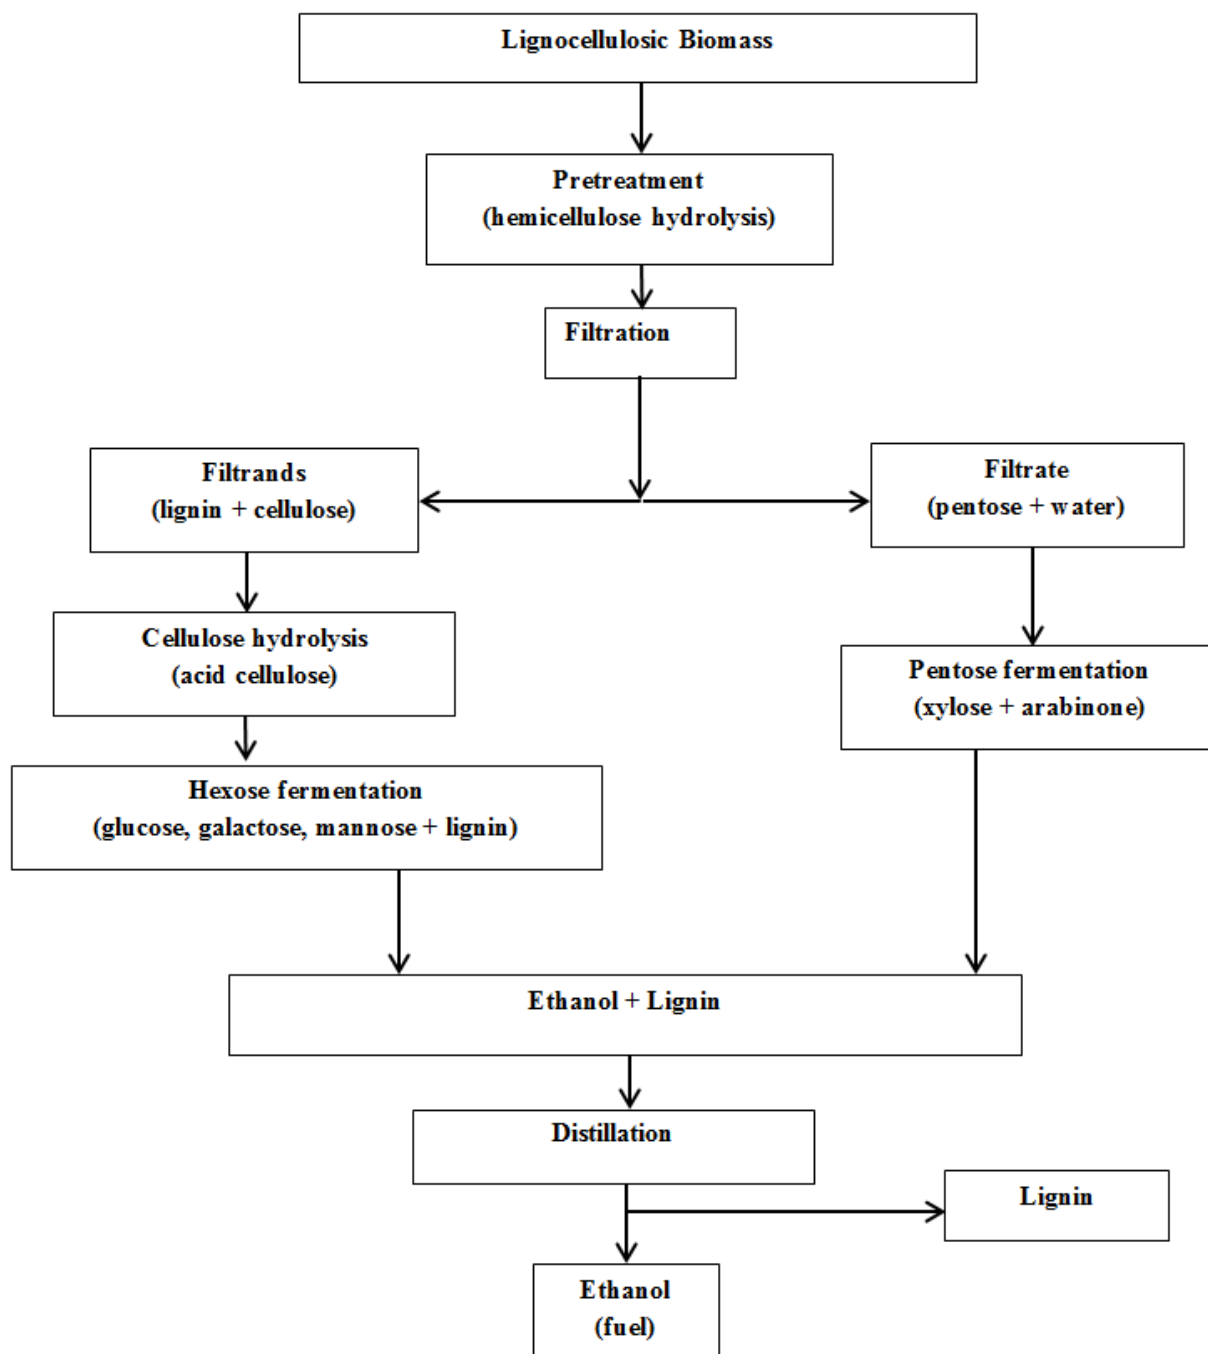 Lignocellulosic Biomass
Pretreatment
(hemicellulose hydrolysis)
Filtration
Filtrands
(lignin + cellulose)
Filtrate
(pentose + water)
Cellulose hydrolysis
(acid cellulose)
Pentose fermentation
(xylose + arabinone)
Hexose fermentation
(glucose, galactose, mannose + lignin)
Ethanol + Lignin
Distillation
Lignin
Ethanol
(fuel)